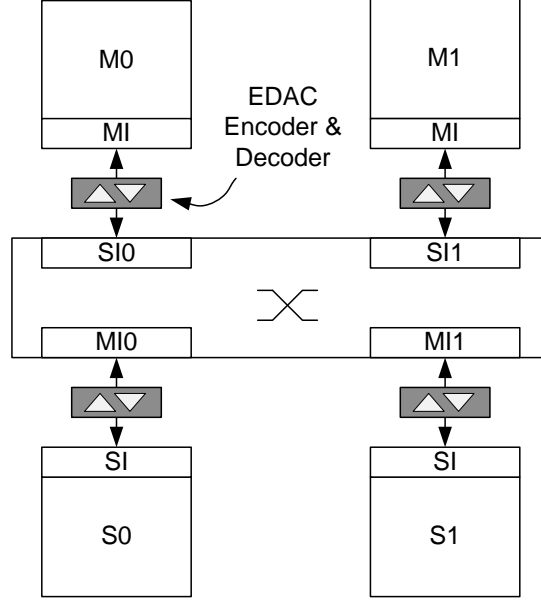 M0
M1
EDAC
Encoder &
Decoder
MI
MI
SI0
SI1
MI0
MI1
SI
SI
S0
S1